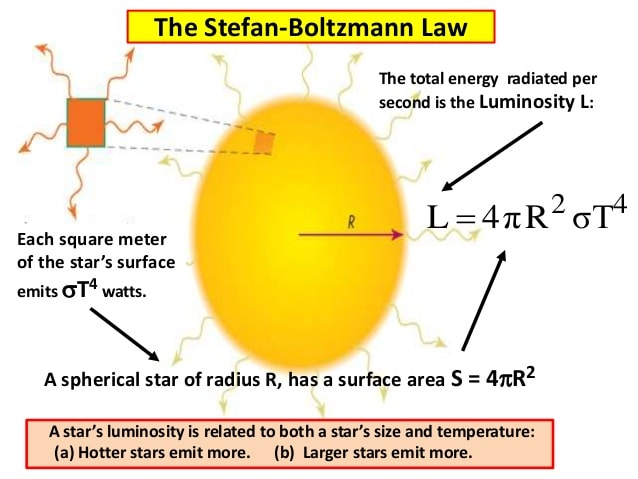 The Stefan-Boltzmann Law
The total energy radiated per
second is the Luminosity L:
R
L = 4πR² σT⁴
Each square meter
of the star's surface
emits σT⁴ watts.
A spherical star of radius R, has a surface area S = 4πR²
A star's luminosity is related to both a star's size and temperature:
(a) Hotter stars emit more. (b) Larger stars emit more.